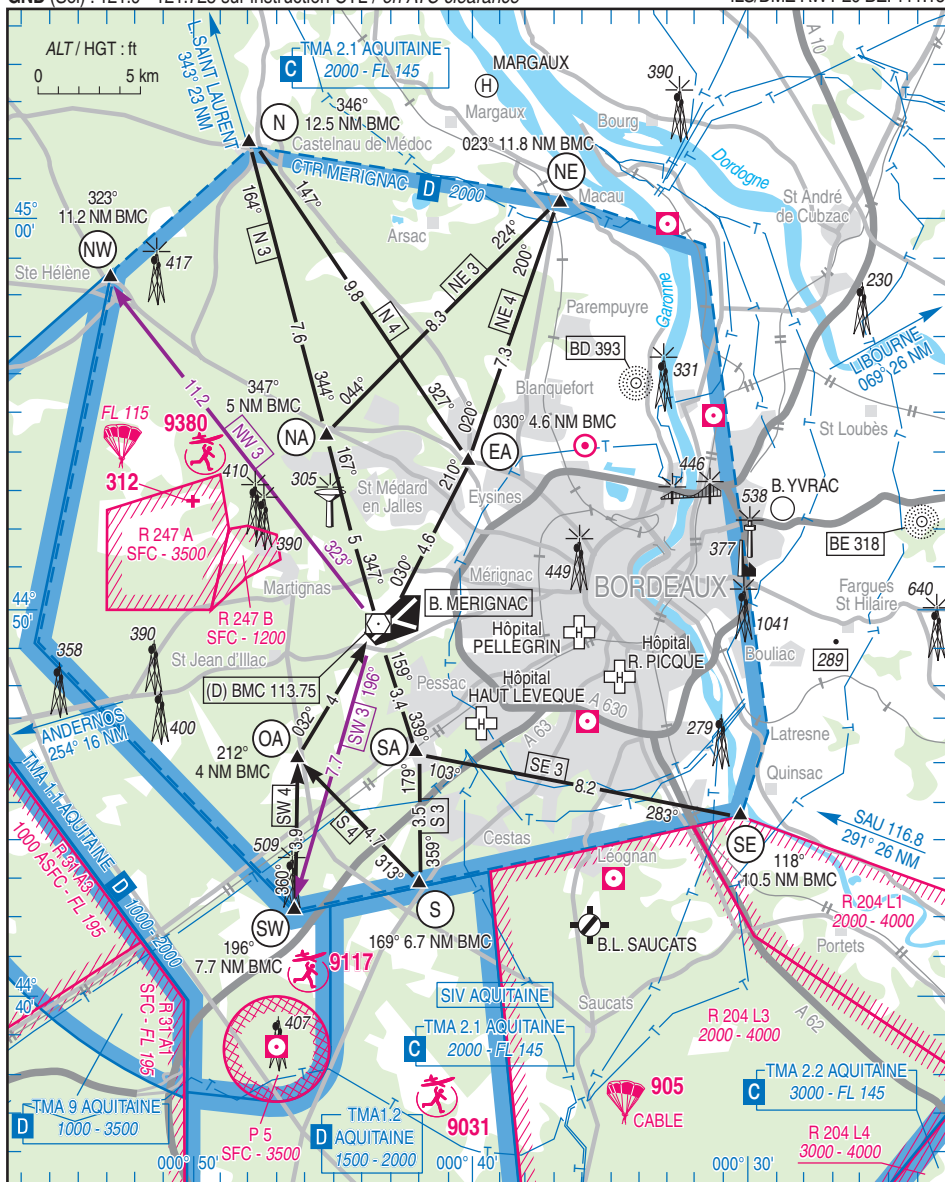 GND (Sol) : 121.9 - 121.725 sur instruction CTL / on ATC clearance
ALT / HGT : ft
0 5 km
L. SAINT LAURENT
343° 23 NM
TMA 2.1 AQUITAINE
C 2000 - FL 145
MARGAUX
H
Margaux
390
A 10
Bourg
Dordogne
N
346°
12.5 NM BMC
Castelnau de Médoc
023° 11.8 NM BMC
NE
Macau
CTR MERIGNAC D 2000
St André
de Cubzac
323°
11.2 NM BMC
NW
45°
00'
Ste Hélène
417
Arsac
164°
N 3
7.6
344°
147°
N 4
9.8
327°
224°
NE 3
8.3
044°
200°
NE 4
7.3
020°
Parempuyre
Garonne
230
BD 393
331
LIBOURNE
069° 26 NM
Blanquefort
11.2
NW 3
323°
347°
5 NM BMC
NA
030° 4.6 NM BMC
EA
St Loubès
FL 115
312
9380
410
305
390
167°
5
347°
210°
4.6
030°
St Médard
en Jalles
Eysines
446
538
B. YVRAC
BE 318
R 247 A
SFC - 3500
R 247 B
SFC - 1200
Martignas
Mérignac
449
BORDEAUX
377
Fargues
St Hilaire
640
44°
50'
B. MERIGNAC
1041
Hôpital
PELLEGRIN
Hôpital
R. PICQUE
Hôpital
HAUT LEVEQUE
Bouliac
289
358
390
400
St Jean d'Illac
(D) BMC 113.75
Pessac
ANDERNOS
254° 16 NM
032°
4
196°
SW 3
7.7
159°
3.4
339°
A 63
A 630
279
Latresne
OA
212°
4 NM BMC
SA
179°
S 3
3.5
359°
103°
SE 3
8.2
283°
Quinsac
SW 4
3.9
360°
S 4
4.7
313°
509
Cestas
Léognan
SE
118°
10.5 NM BMC
SAU 116.8
291° 26 NM
TMA 1.1 AQUITAINE D 1000 - 2000
R 31 A3
1000 ASFC - FL 195
SW
196°
7.7 NM BMC
S
169° 6.7 NM BMC
R 204 L1
2000 - 4000
Portets
B.L. SAUCATS
9117
44°
40'
R 31 A1
SFC - FL 195
407
SIV AQUITAINE
TMA 2.1 AQUITAINE
C 2000 - FL 145
Saucats
A 62
R 204 L3
2000 - 4000
TMA 9 AQUITAINE
D 1000 - 3500
P 5
SFC - 3500
TMA1.2
D AQUITAINE
1500 - 2000
9031
905
CABLE
TMA 2.2 AQUITAINE
C 3000 - FL 145
R 204 L4
3000 - 4000
000° 50'
000° 40'
000° 30'